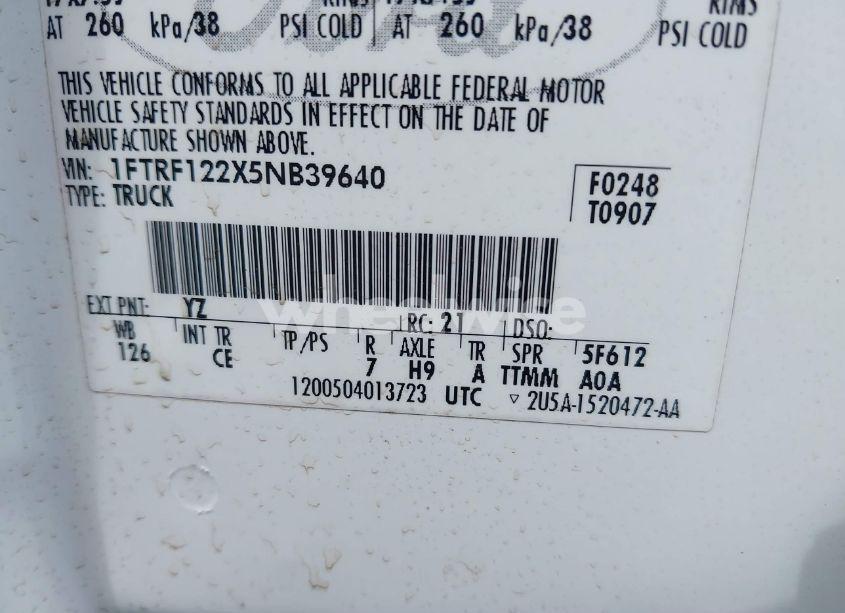 RIMS
AT 260 kPa/38 PSI COLD AT 260 kPa/38 PSI COLD
THIS VEHICLE CONFORMS TO ALL APPLICABLE FEDERAL MOTOR
VEHICLE SAFETY STANDARDS IN EFFECT ON THE DATE OF
MANUFACTURE SHOWN ABOVE.
VIN: 1FTRF122X5NB39640
TYPE: TRUCK
F0248
T0907
wheelwise
EXT PNT: YZ RC: 21 DSO:
WB INT TR TP/PS R AXLE TR SPR 5F612
126 CE 7 H9 A TTMM A0A
1200504013723 UTC ▿ 2U5A-1520472-AA